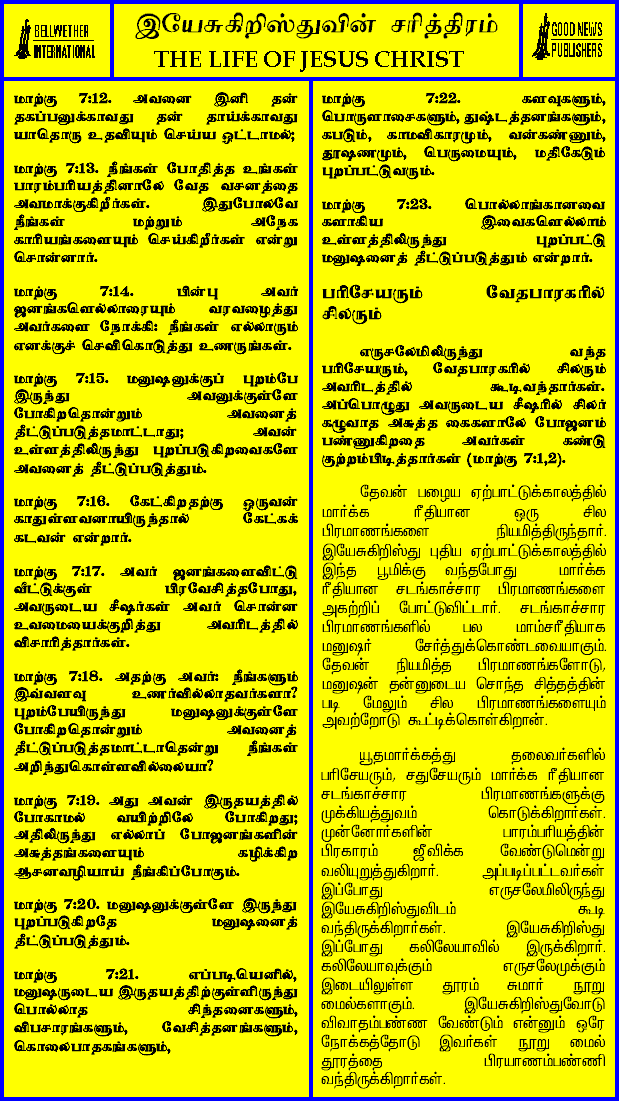 BELLWETHER
INTERNATIONAL
இயேசுகிறிஸ்துவின் சரித்திரம்
THE LIFE OF JESUS CHRIST
GOOD NEWS
PUBLISHERS
மாற்கு 7:12. அவனை இனி தன்
தகப்பனுக்காவது தன் தாய்க்காவது
யாதொரு உதவியும் செய்ய ஒட்டாமல்;
மாற்கு 7:13. நீங்கள் போதித்த உங்கள்
பாரம்பரியத்தினாலே வேத வசனத்தை
அவமாக்குகிறீர்கள். இதுபோலவே
நீங்கள் மற்றும் அநேக
காரியங்களையும் செய்கிறீர்கள் என்று
சொன்னார்.
மாற்கு 7:14. பின்பு அவர்
ஜனங்களெல்லாரையும் வரவழைத்து
அவர்களை நோக்கி: நீங்கள் எல்லாரும்
எனக்குச் செவிகொடுத்து உணருங்கள்.
மாற்கு 7:15. மனுஷனுக்குப் புறம்பே
இருந்து அவனுக்குள்ளே
போகிறதொன்றும் அவனைத்
தீட்டுப்படுத்தமாட்டாது; அவன்
உள்ளத்திலிருந்து புறப்படுகிறவைகளே
அவனைத் தீட்டுப்படுத்தும்.
மாற்கு 7:16. கேட்கிறதற்கு ஒருவன்
காதுள்ளவனாயிருந்தால் கேட்கக்
கடவன் என்றார்.
மாற்கு 7:17. அவர் ஜனங்களைவிட்டு
வீட்டுக்குள் பிரவேசித்தபோது,
அவருடைய சீஷர்கள் அவர் சொன்ன
உவமையைக்குறித்து அவரிடத்தில்
விசாரித்தார்கள்.
மாற்கு 7:18. அதற்கு அவர்: நீங்களும்
இவ்வளவு உணர்வில்லாதவர்களா?
புறம்பேயிருந்து மனுஷனுக்குள்ளே
போகிறதொன்றும் அவனைத்
தீட்டுப்படுத்தமாட்டாதென்று நீங்கள்
அறிந்துகொள்ளவில்லையா?
மாற்கு 7:19. அது அவன் இருதயத்தில்
போகாமல் வயிற்றிலே போகிறது;
அதிலிருந்து எல்லாப் போஜனங்களின்
அசுத்தங்களையும் கழிக்கிற
ஆசனவழியாய் நீங்கிப்போகும்.
மாற்கு 7:20. மனுஷனுக்குள்ளே இருந்து
புறப்படுகிறதே மனுஷனைத்
தீட்டுப்படுத்தும்.
மாற்கு 7:21. எப்படியெனில்,
மனுஷருடைய இருதயத்திற்குள்ளிருந்து
பொல்லாத சிந்தனைகளும்,
விபசாரங்களும், வேசித்தனங்களும்,
கொலைபாதகங்களும்,
மாற்கு 7:22. களவுகளும்,
பொருளாசைகளும், துஷ்டத்தனங்களும்,
கபடும், காமவிகாரமும், வன்கண்ணும்,
தூஷணமும், பெருமையும், மதிகேடும்
புறப்பட்டுவரும்.
மாற்கு 7:23. பொல்லாங்கானவை
களாகிய இவைகளெல்லாம்
உள்ளத்திலிருந்து புறப்பட்டு
மனுஷனைத் தீட்டுப்படுத்தும் என்றார்.
பரிசேயரும் வேதபாரகரில்
சிலரும்
எருசலேமிலிருந்து வந்த
பரிசேயரும், வேதபாரகரில் சிலரும்
அவரிடத்தில் கூடிவந்தார்கள்.
அப்பொழுது அவருடைய சீஷரில் சிலர்
கழுவாத அசுத்த கைகளாலே போஜனம்
பண்ணுகிறதை அவர்கள் கண்டு
குற்றம்பிடித்தார்கள் (மாற்கு 7:1,2).
தேவன் பழைய ஏற்பாட்டுக்காலத்தில்
மார்க்க ரீதியான ஒரு சில
பிரமாணங்களை நியமித்திருந்தார்.
இயேசுகிறிஸ்து புதிய ஏற்பாட்டுக்காலத்தில்
இந்த பூமிக்கு வந்தபோது மார்க்க
ரீதியான சடங்காச்சார பிரமாணங்களை
அகற்றிப் போட்டுவிட்டார். சடங்காச்சார
பிரமாணங்களில் பல மாம்சரீதியாக
மனுஷர் சேர்த்துக்கொண்டவையாகும்.
தேவன் நியமித்த பிரமாணங்களோடு,
மனுஷன் தன்னுடைய சொந்த சித்தத்தின்
படி மேலும் சில பிரமாணங்களையும்
அவற்றோடு கூட்டிக்கொள்கிறான்.
யூதமார்க்கத்து தலைவர்களில்
பரிசேயரும், சதுசேயரும் மார்க்க ரீதியான
சடங்காச்சார பிரமாணங்களுக்கு
முக்கியத்துவம் கொடுக்கிறார்கள்.
முன்னோர்களின் பாரம்பரியத்தின்
பிரகாரம் ஜீவிக்க வேண்டுமென்று
வலியுறுத்துகிறார். அப்படிப்பட்டவர்கள்
இப்போது எருசலேமிலிருந்து
இயேசுகிறிஸ்துவிடம் கூடி
வந்திருக்கிறார்கள். இயேசுகிறிஸ்து
இப்போது கலிலேயாவில் இருக்கிறார்.
கலிலேயாவுக்கும் எருசலேமுக்கும்
இடையிலுள்ள தூரம் சுமார் நூறு
மைல்களாகும். இயேசுகிறிஸ்துவோடு
விவாதம்பண்ண வேண்டும் என்னும் ஒரே
நோக்கத்தோடு இவர்கள் நூறு மைல்
தூரத்தை பிரயாணம்பண்ணி
வந்திருக்கிறார்கள்.